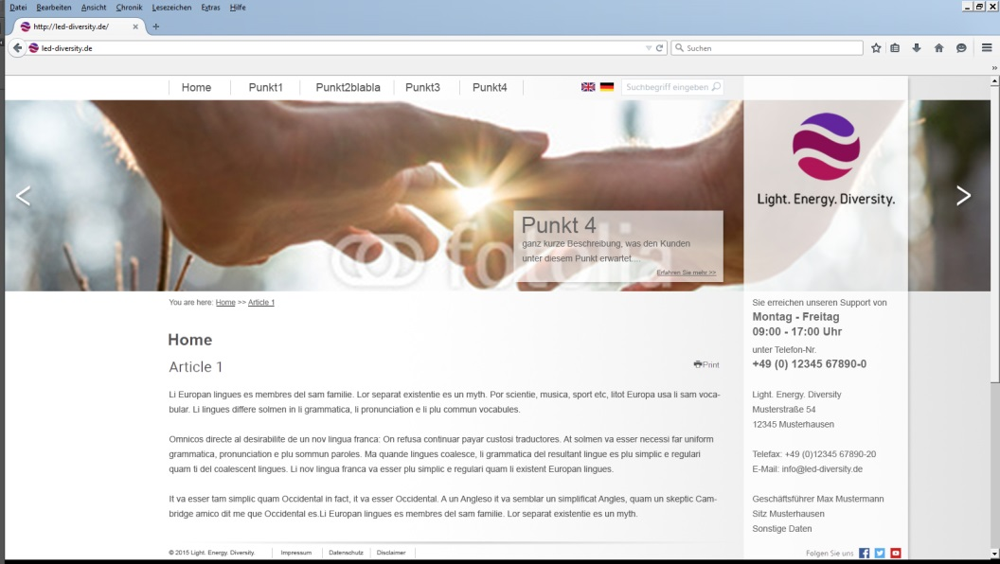 Datei Bearbeiten Ansicht Chronik Lesezeichen Extras Hilfe
http://led-diversity.de/
led-diversity.de
Suchen
Home Punkt1 Punkt2blabla Punkt3 Punkt4
Suchbegriff eingeben
Light. Energy. Diversity.
fotolia
Punkt 4
ganz kurze Beschreibung, was den Kunden
unter diesem Punkt erwartet....
Erfahren Sie mehr >>
You are here: Home >> Article 1
Home
Article 1
Print
Li Europan lingues es membres del sam familie. Lor separat existentie es un myth. Por scientie, musica, sport etc, litot Europa usa li sam voca-
bular. Li lingues differe solmen in li grammatica, li pronunciation e li plu commun vocabules.
Omnicos directe al desirabilite de un nov lingua franca: On refusa continuar payar custosi traductores. At solmen va esser necessi far uniform
grammatica, pronunciation e plu sommun paroles. Ma quande lingues coalesce, li grammatica del resultant lingue es plu simplic e regulari
quam ti del coalescent lingues. Li nov lingua franca va esser plu simplic e regulari quam li existent Europan lingues.
It va esser tam simplic quam Occidental in fact, it va esser Occidental. A un Angleso it va semblar un simplificat Angles, quam un skeptic Cam-
bridge amico dit me que Occidental es.Li Europan lingues es membres del sam familie. Lor separat existentie es un myth.
Sie erreichen unseren Support von
Montag - Freitag
09:00 - 17:00 Uhr
unter Telefon-Nr.
+49 (0) 12345 67890-0
Light. Energy. Diversity
Musterstraße 54
12345 Musterhausen
Telefax: +49 (0)12345 67890-20
E-Mail: info@led-diversity.de
Geschäftsführer Max Mustermann
Sitz Musterhausen
Sonstige Daten
© 2015 Light. Energy. Diversity. Impressum Datenschutz Disclaimer
Folgen Sie uns